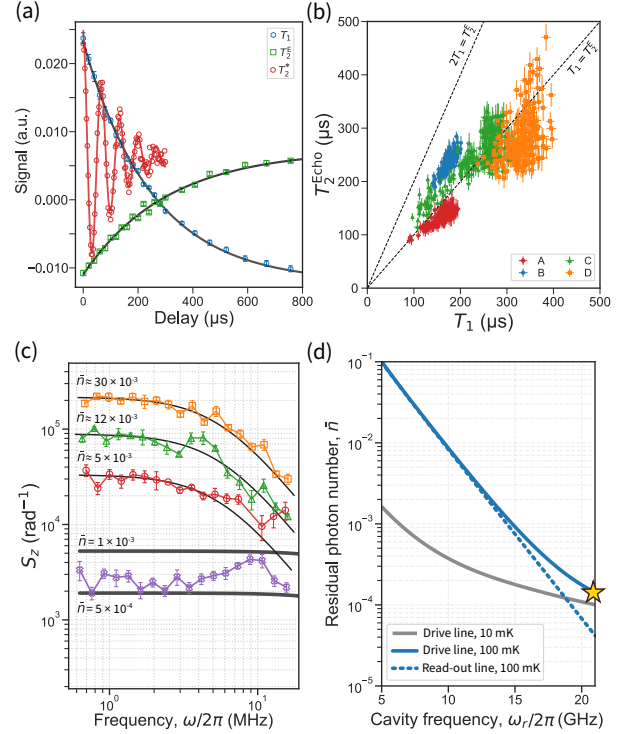 (a)
0.020
0.010
0.000
−0.010
Signal (a.u.)
0 200 400 600 800
Delay (μs)
T₁
T₂ᴱ
T₂*
(b)
500
400
300
200
100
0
T₂ᴱᶜʰᵒ (μs)
0 100 200 300 400 500
T₁ (μs)
2T₁ = T₂ᴱ
T₁ = T₂ᴱ
A C
B D
(c)
n̄ ≈ 30 × 10⁻³
n̄ ≈ 12 × 10⁻³
n̄ ≈ 5 × 10⁻³
n̄ = 1 × 10⁻³
n̄ = 5 × 10⁻⁴
10⁵
10⁴
10³
S_z (rad⁻¹)
10⁰ 10¹
Frequency, ω/2π (MHz)
(d)
10⁻¹
10⁻²
10⁻³
10⁻⁴
10⁻⁵
Residual photon number, n̄
Drive line, 10 mK
Drive line, 100 mK
Read-out line, 100 mK
5 10 15 20
Cavity frequency, ωᵣ/2π (GHz)